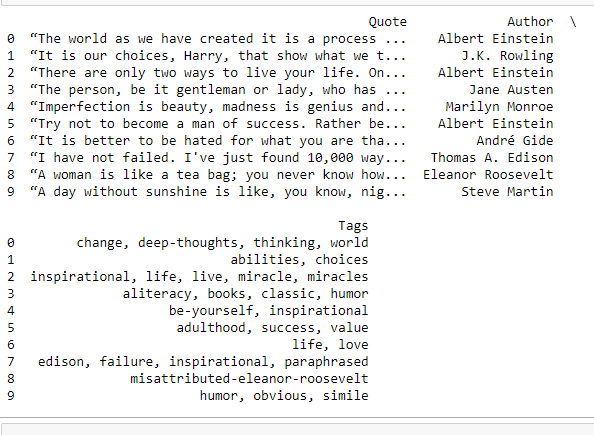 Quote Author \
0 “The world as we have created it is a process ... Albert Einstein
1 “It is our choices, Harry, that show what we t... J.K. Rowling
2 “There are only two ways to live your life. On... Albert Einstein
3 “The person, be it gentleman or lady, who has ... Jane Austen
4 “Imperfection is beauty, madness is genius and... Marilyn Monroe
5 “Try not to become a man of success. Rather be... Albert Einstein
6 “It is better to be hated for what you are tha... André Gide
7 “I have not failed. I've just found 10,000 way... Thomas A. Edison
8 “A woman is like a tea bag; you never know how... Eleanor Roosevelt
9 “A day without sunshine is like, you know, nig... Steve Martin
Tags
0 change, deep-thoughts, thinking, world
1 abilities, choices
2 inspirational, life, live, miracle, miracles
3 aliteracy, books, classic, humor
4 be-yourself, inspirational
5 adulthood, success, value
6 life, love
7 edison, failure, inspirational, paraphrased
8 misattributed-eleanor-roosevelt
9 humor, obvious, simile